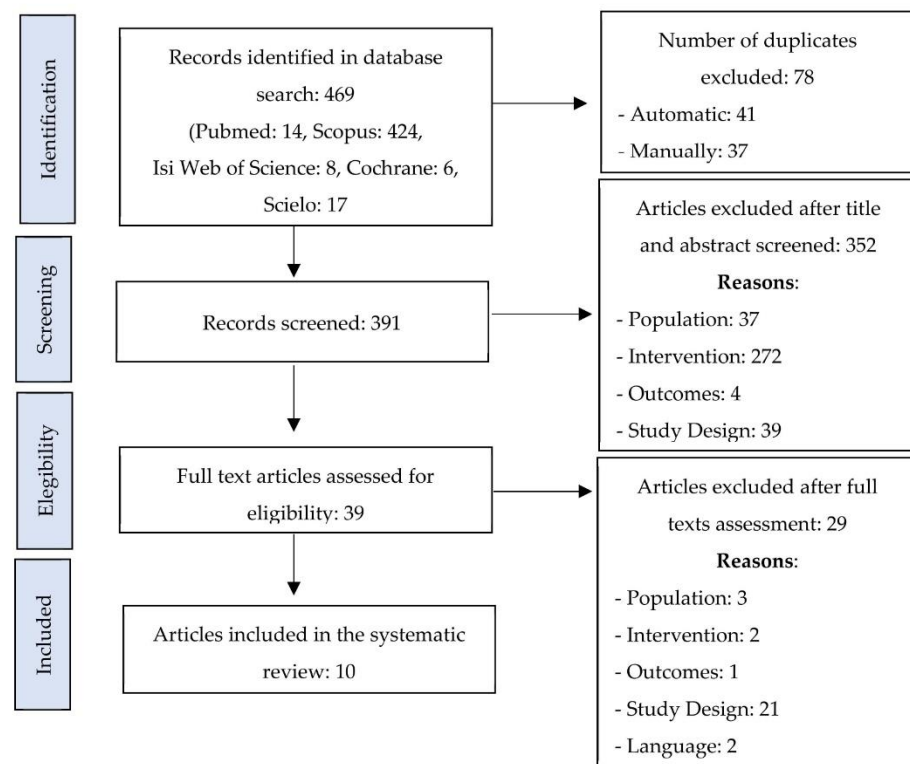 Identification
Records identified in database
search: 469
(Pubmed: 14, Scopus: 424,
Isi Web of Science: 8, Cochrane: 6,
Scielo: 17
Number of duplicates
excluded: 78
- Automatic: 41
- Manually: 37
Screening
Records screened: 391
Articles excluded after title
and abstract screened: 352
Reasons:
- Population: 37
- Intervention: 272
- Outcomes: 4
- Study Design: 39
Elegibility
Full text articles assessed for
eligibility: 39
Articles excluded after full
texts assessment: 29
Reasons:
- Population: 3
- Intervention: 2
- Outcomes: 1
- Study Design: 21
- Language: 2
Included
Articles included in the systematic
review: 10